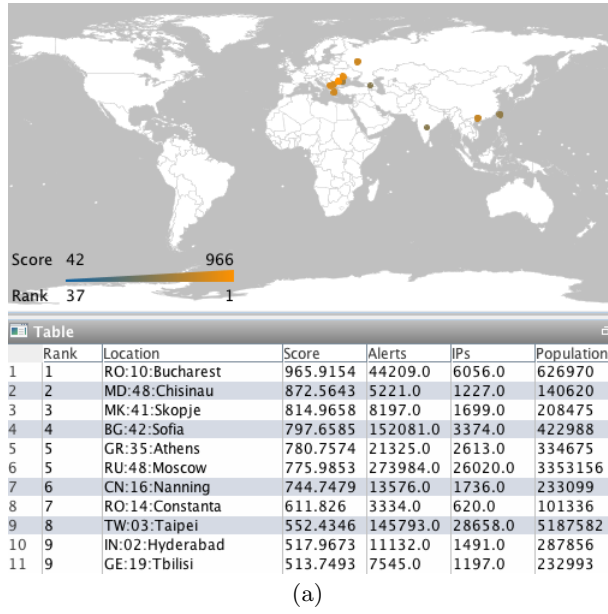 Score 42 966
Rank 37 1
Table
Rank Location Score Alerts IPs Population
1 1 RO:10:Bucharest 965.9154 44209.0 6056.0 626970
2 2 MD:48:Chisinau 872.5643 5221.0 1227.0 140620
3 3 MK:41:Skopje 814.9658 8197.0 1699.0 208475
4 4 BG:42:Sofia 797.6585 152081.0 3374.0 422988
5 5 GR:35:Athens 780.7574 21325.0 2613.0 334675
6 5 RU:48:Moscow 775.9853 273984.0 26020.0 3353156
7 6 CN:16:Nanning 744.7479 13576.0 1736.0 233099
8 7 RO:14:Constanta 611.826 3334.0 620.0 101336
9 8 TW:03:Taipei 552.4346 145793.0 28658.0 5187582
10 9 IN:02:Hyderabad 517.9673 11132.0 1491.0 287856
11 9 GE:19:Tbilisi 513.7493 7545.0 1197.0 232993
(a)